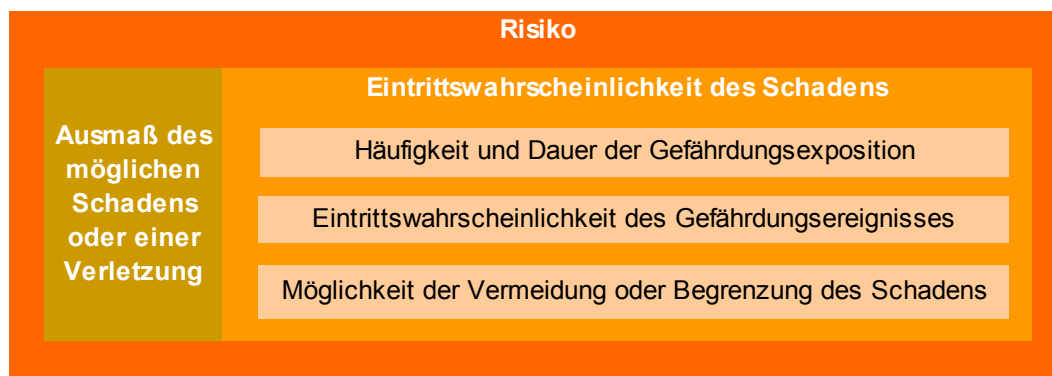 Risiko
Ausmaß des
möglichen
Schadens
oder einer
Verletzung
Eintrittswahrscheinlichkeit des Schadens
Häufigkeit und Dauer der Gefährdungsexposition
Eintrittswahrscheinlichkeit des Gefährdungsereignisses
Möglichkeit der Vermeidung oder Begrenzung des Schadens